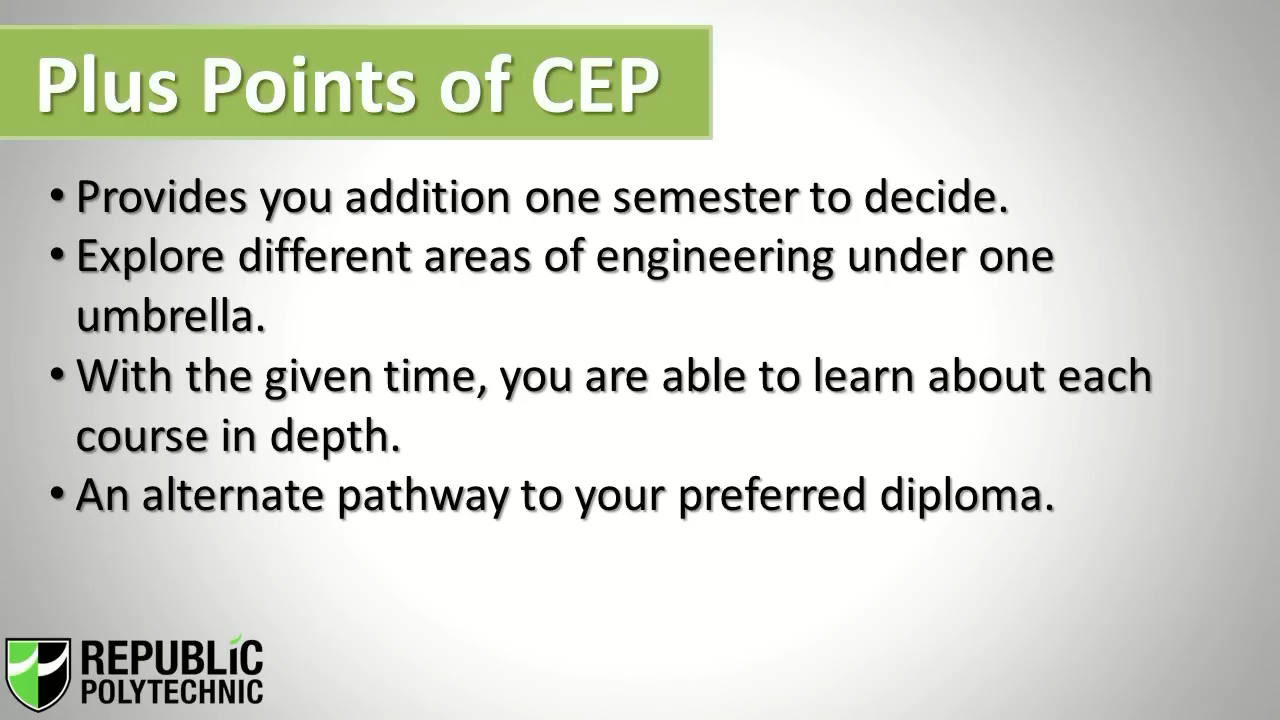 Plus Points of CEP
• Provides you addition one semester to decide.
• Explore different areas of engineering under one
umbrella.
• With the given time, you are able to learn about each
course in depth.
• An alternate pathway to your preferred diploma.
REPUBLIC
POLYTECHNIC